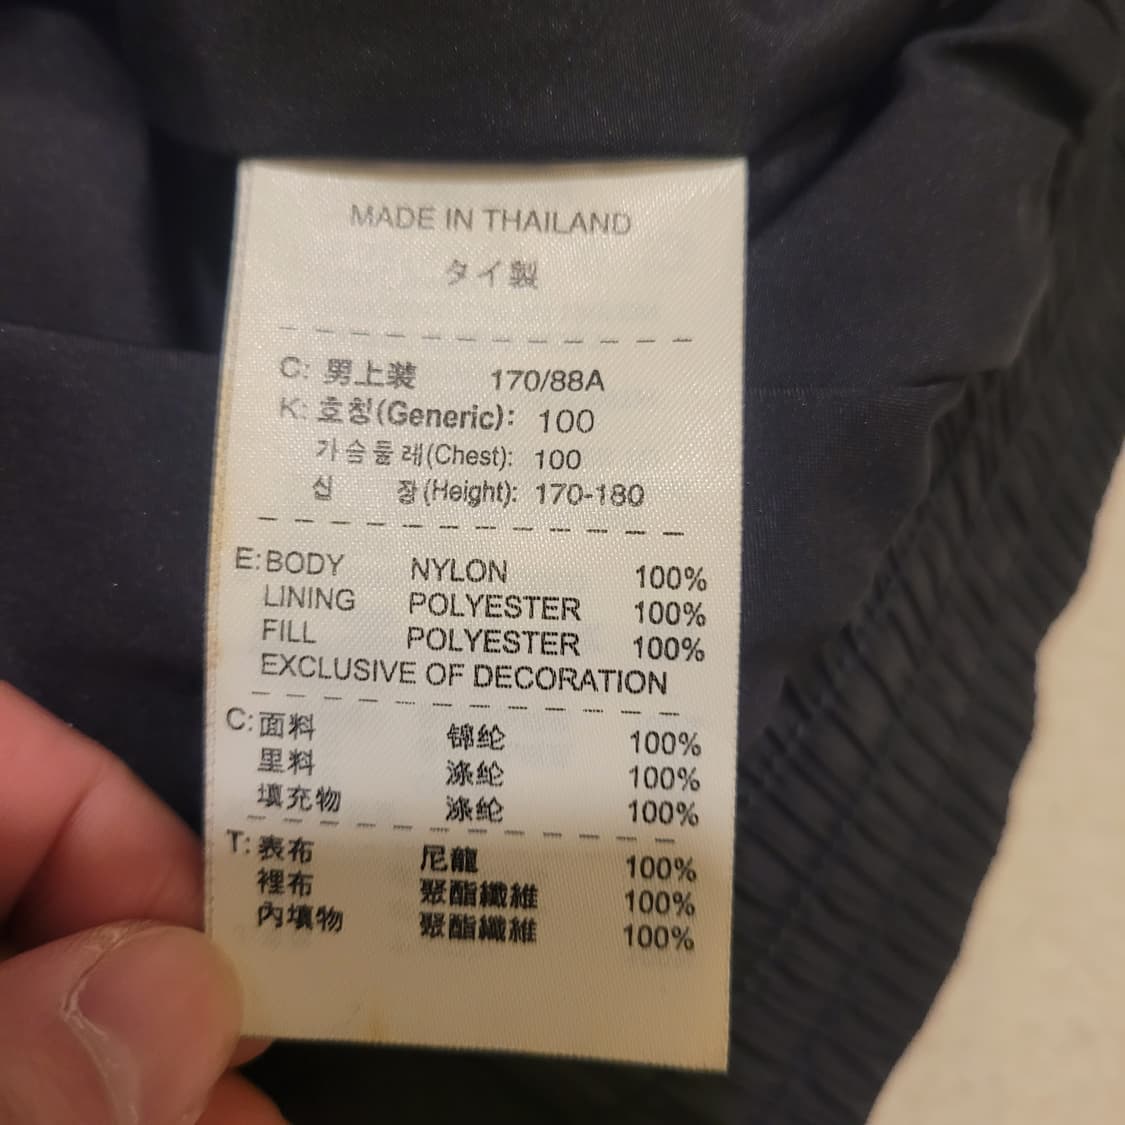 MADE IN THAILAND
タイ製
C: 男上装 170/88A
K: 호칭(Generic): 100
가슴둘레(Chest): 100
신 장(Height): 170-180
E: BODY NYLON 100%
LINING POLYESTER 100%
FILL POLYESTER 100%
EXCLUSIVE OF DECORATION
C: 面料 锦纶 100%
里料 涤纶 100%
填充物 涤纶 100%
T: 表布 尼龍 100%
裡布 聚酯纖維 100%
內填物 聚酯纖維 100%